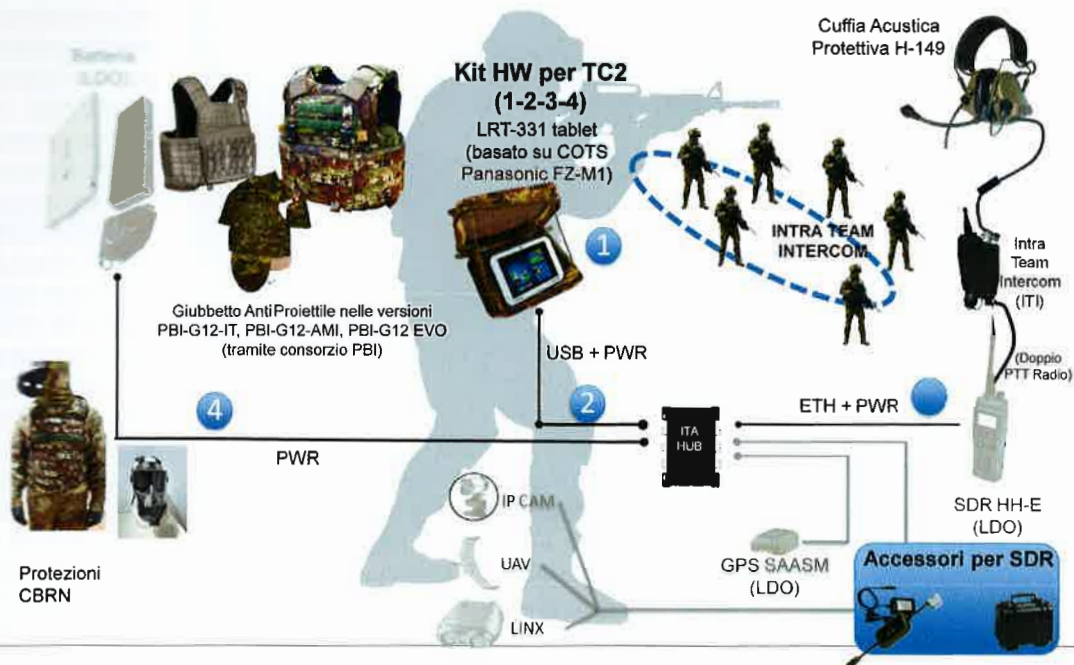 Batteria
(LDO)
Kit HW per TC2
(1-2-3-4)
LRT-331 tablet
(basato su COTS
Panasonic FZ-M1)
Cuffia Acustica
Protettiva H-149
1
INTRA TEAM
INTERCOM
Intra
Team
Intercom
(ITI)
Giubbetto AntiProiettile nelle versioni
PBI-G12-IT, PBI-G12-AMI, PBI-G12 EVO
(tramite consorzio PBI)
USB + PWR
(Doppio
PTT Radio)
4
2
ETH + PWR
ITA
HUB
PWR
IP CAM
SDR HH-E
(LDO)
UAV
GPS SAASM
(LDO)
Accessori per SDR
Protezioni
CBRN
LINX